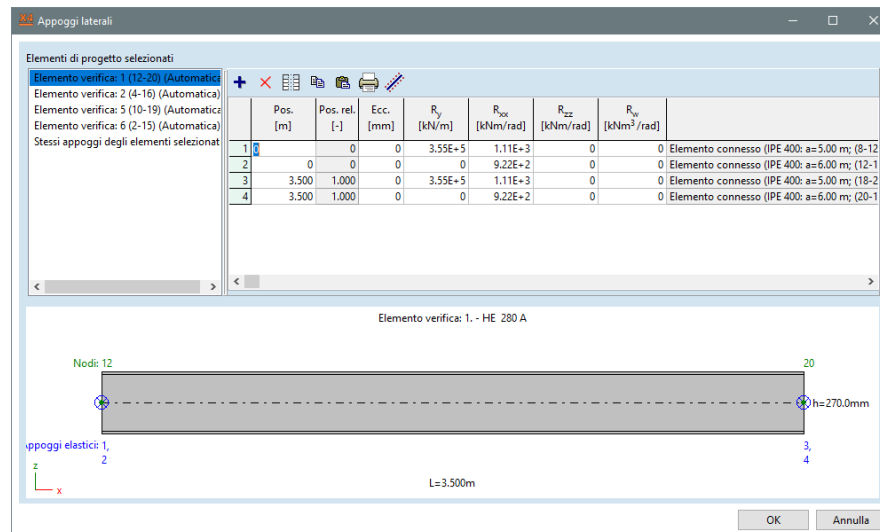 Appoggi laterali
Elementi di progetto selezionati
Elemento verifica: 1 (12-20) (Automatica
Elemento verifica: 2 (4-16) (Automatica)
Elemento verifica: 5 (10-19) (Automatica
Elemento verifica: 6 (2-15) (Automatica)
Stessi appoggi degli elementi selezionat
Pos. Pos. rel. Ecc. Ry Rxx Rzz Rw
[m] [-] [mm] [kN/m] [kNm/rad] [kNm/rad] [kNm³/rad]
1 0 0 0 3.55E+5 1.11E+3 0 0 Elemento connesso (IPE 400: a=5.00 m; (8-12
2 0 0 0 0 9.22E+2 0 0 Elemento connesso (IPE 400: a=6.00 m; (12-1
3 3.500 1.000 0 3.55E+5 1.11E+3 0 0 Elemento connesso (IPE 400: a=5.00 m; (18-2
4 3.500 1.000 0 0 9.22E+2 0 0 Elemento connesso (IPE 400: a=6.00 m; (20-1
Elemento verifica: 1. - HE 280 A
Nodi: 12 20
h=270.0mm
ppoggi elastici: 1, 3,
2 4
z
x
L=3.500m
OK Annulla